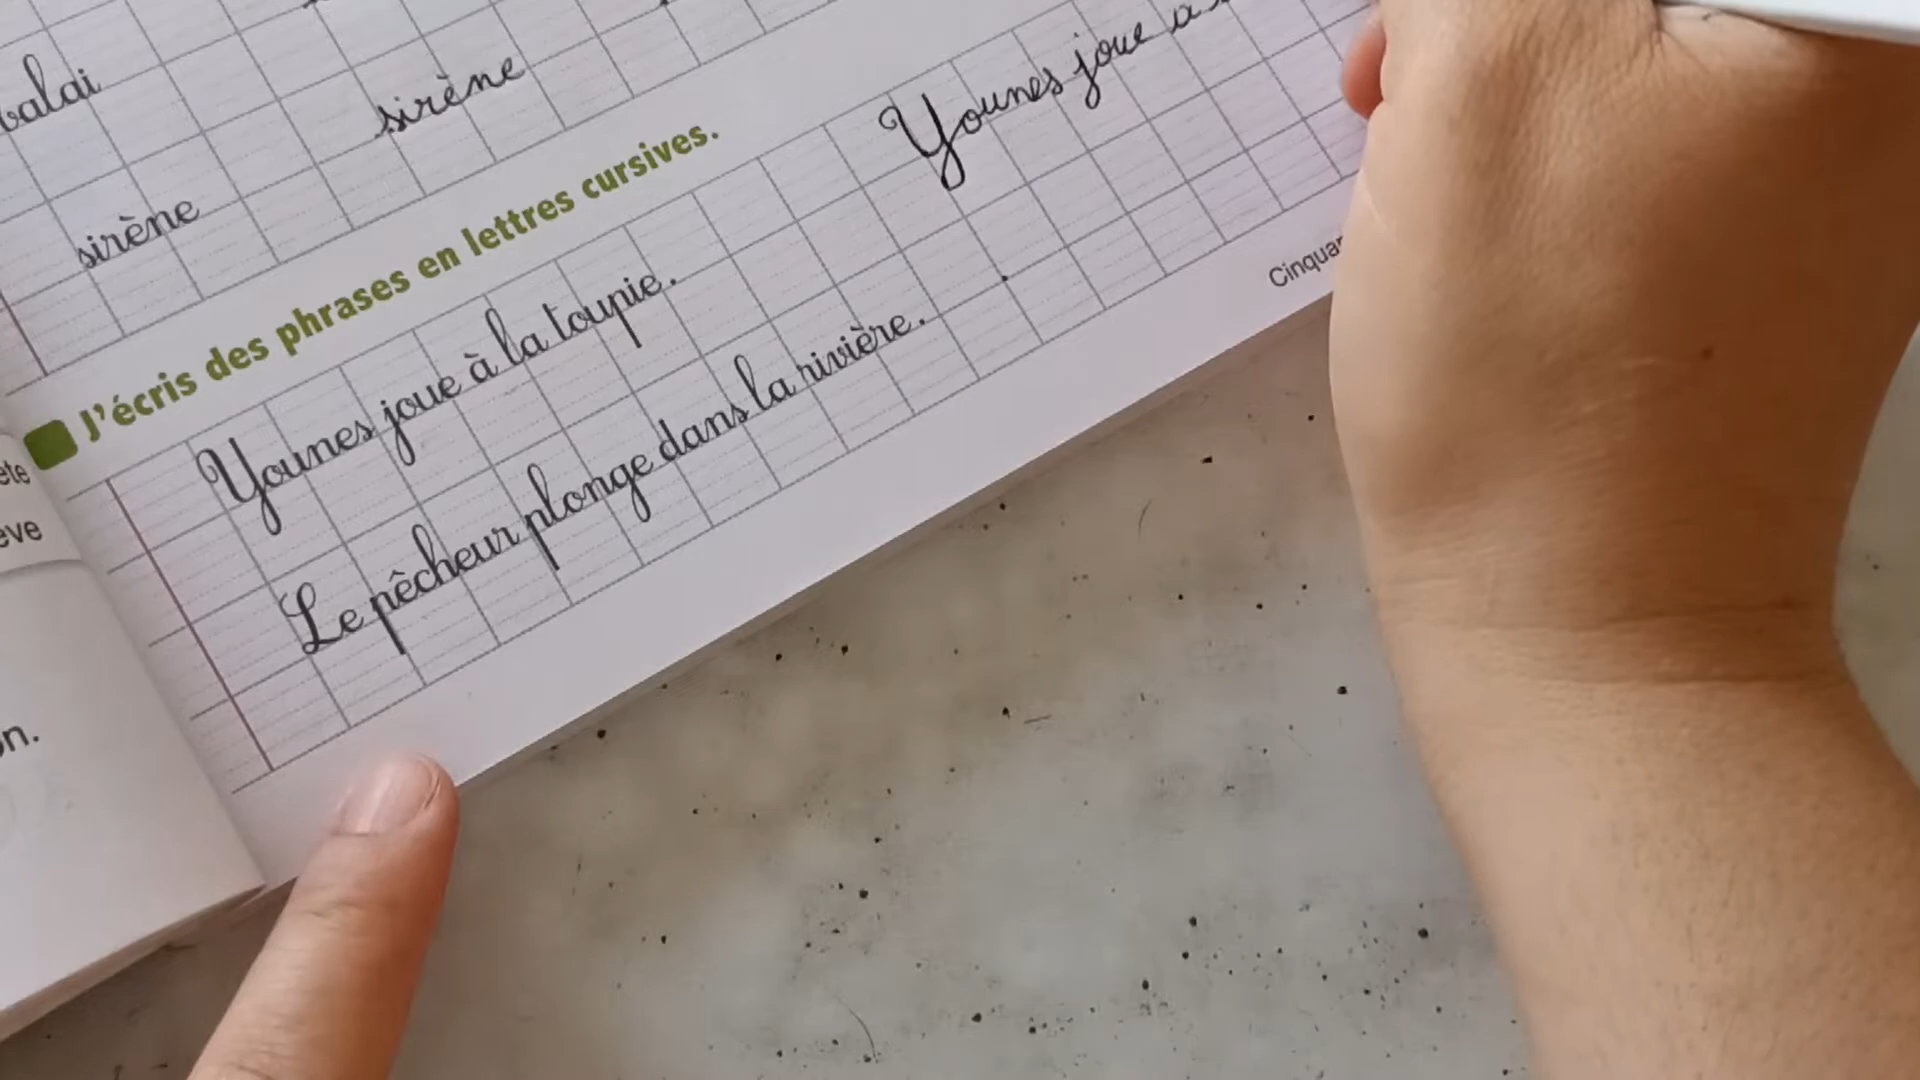 balai
sirène sirène
J'écris des phrases en lettres cursives.
Younes joue à la toupie. Younes joue à
Le pêcheur plonge dans la rivière. .